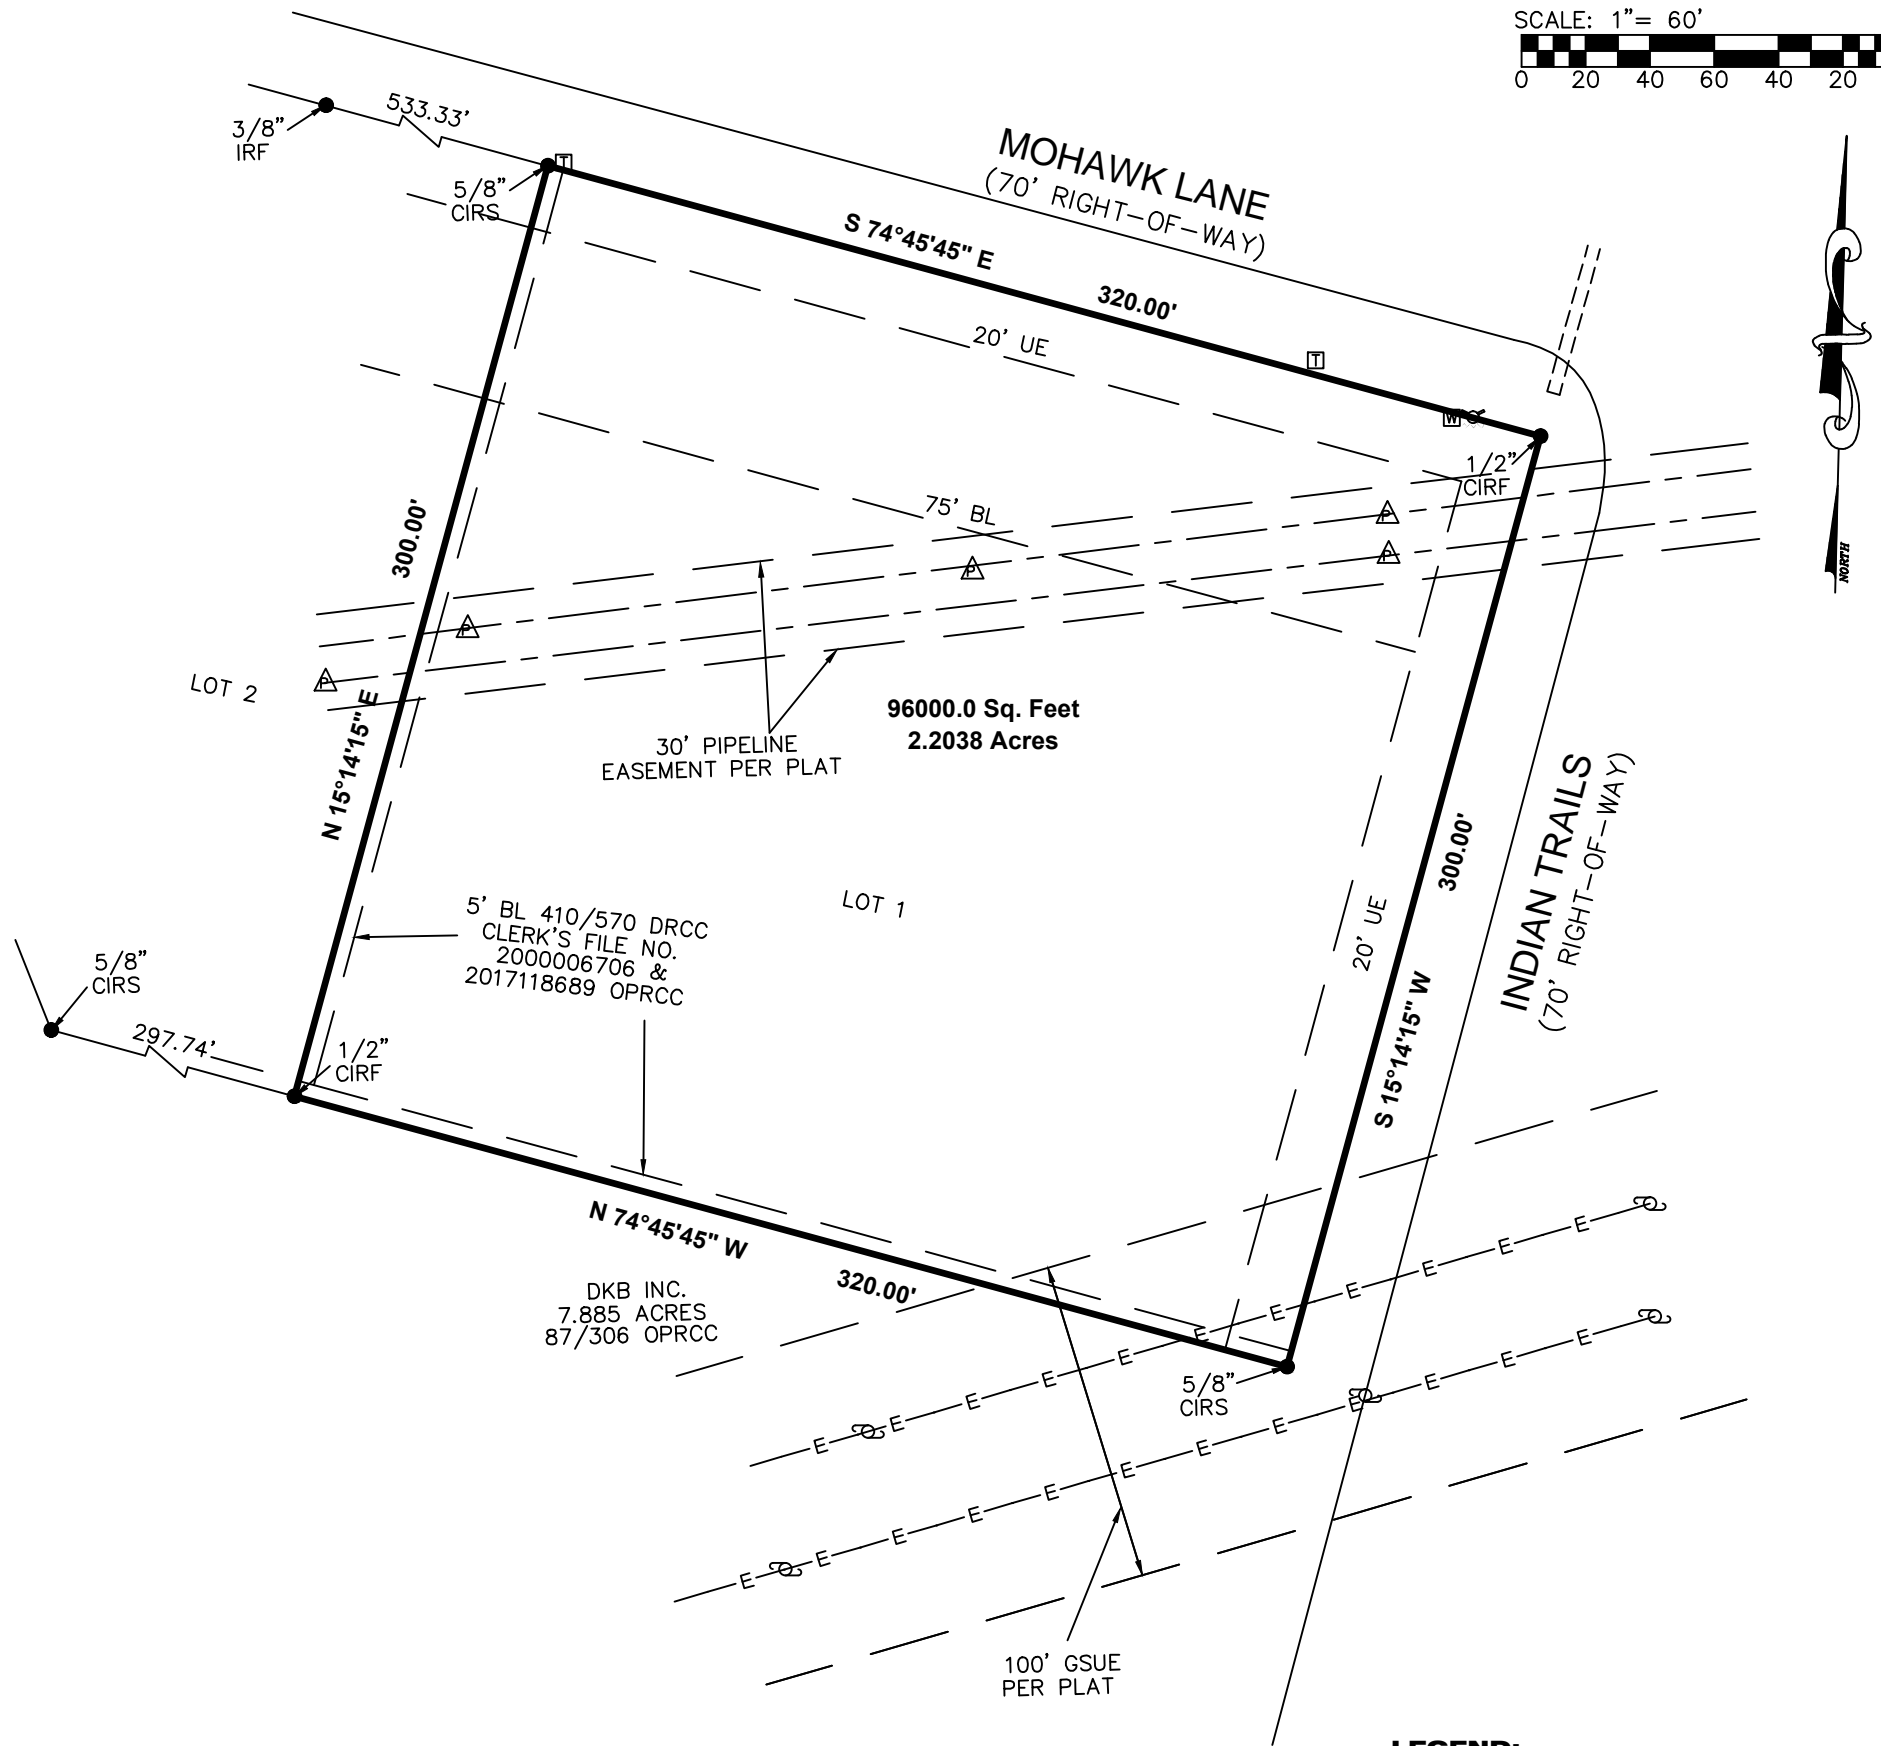 SCALE: 1"= 60'
0 20 40 60 40 20
533.33'
3/8"
IRF
5/8"
CIRS
MOHAWK LANE
(70' RIGHT-OF-WAY)
S 74°45'45" E
320.00'
T
20' UE
T
W
1/2"
CIRF
75' BL
P
P
P
P
P
NORTH
300.00'
N 15°14'15" E
LOT 2
30' PIPELINE
EASEMENT PER PLAT
96000.0 Sq. Feet
2.2038 Acres
LOT 1
5' BL 410/570 DRCC
CLERK'S FILE NO.
2000006706 &
2017118689 OPRCC
20' UE
300.00'
S 15°14'15" W
INDIAN TRAILS
(70' RIGHT-OF-WAY)
5/8"
CIRS
297.74'
1/2"
CIRF
N 74°45'45" W
320.00'
DKB INC.
7.885 ACRES
87/306 OPRCC
5/8"
CIRS
E E E E E E E E E E E
E E E E E E E E E E E E
100' GSUE
PER PLAT
LEGEND: